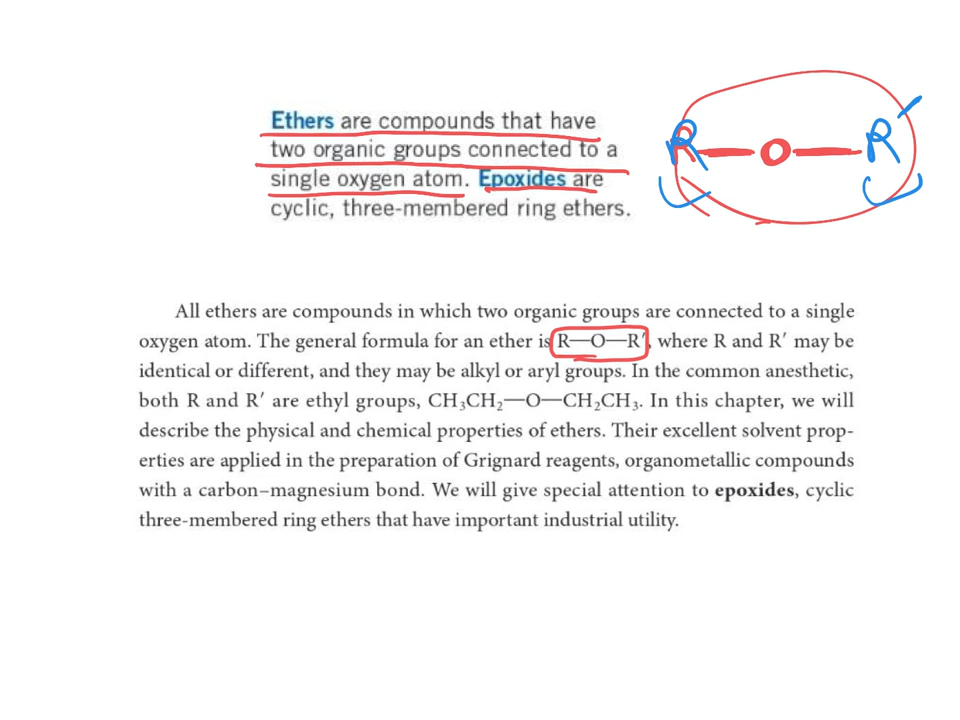 Ethers are compounds that have
two organic groups connected to a
single oxygen atom. Epoxides are
cyclic, three-membered ring ethers.
R—O—R′
All ethers are compounds in which two organic groups are connected to a single
oxygen atom. The general formula for an ether is R—O—R′, where R and R′ may be
identical or different, and they may be alkyl or aryl groups. In the common anesthetic,
both R and R′ are ethyl groups, CH₃CH₂—O—CH₂CH₃. In this chapter, we will
describe the physical and chemical properties of ethers. Their excellent solvent prop-
erties are applied in the preparation of Grignard reagents, organometallic compounds
with a carbon–magnesium bond. We will give special attention to epoxides, cyclic
three-membered ring ethers that have important industrial utility.